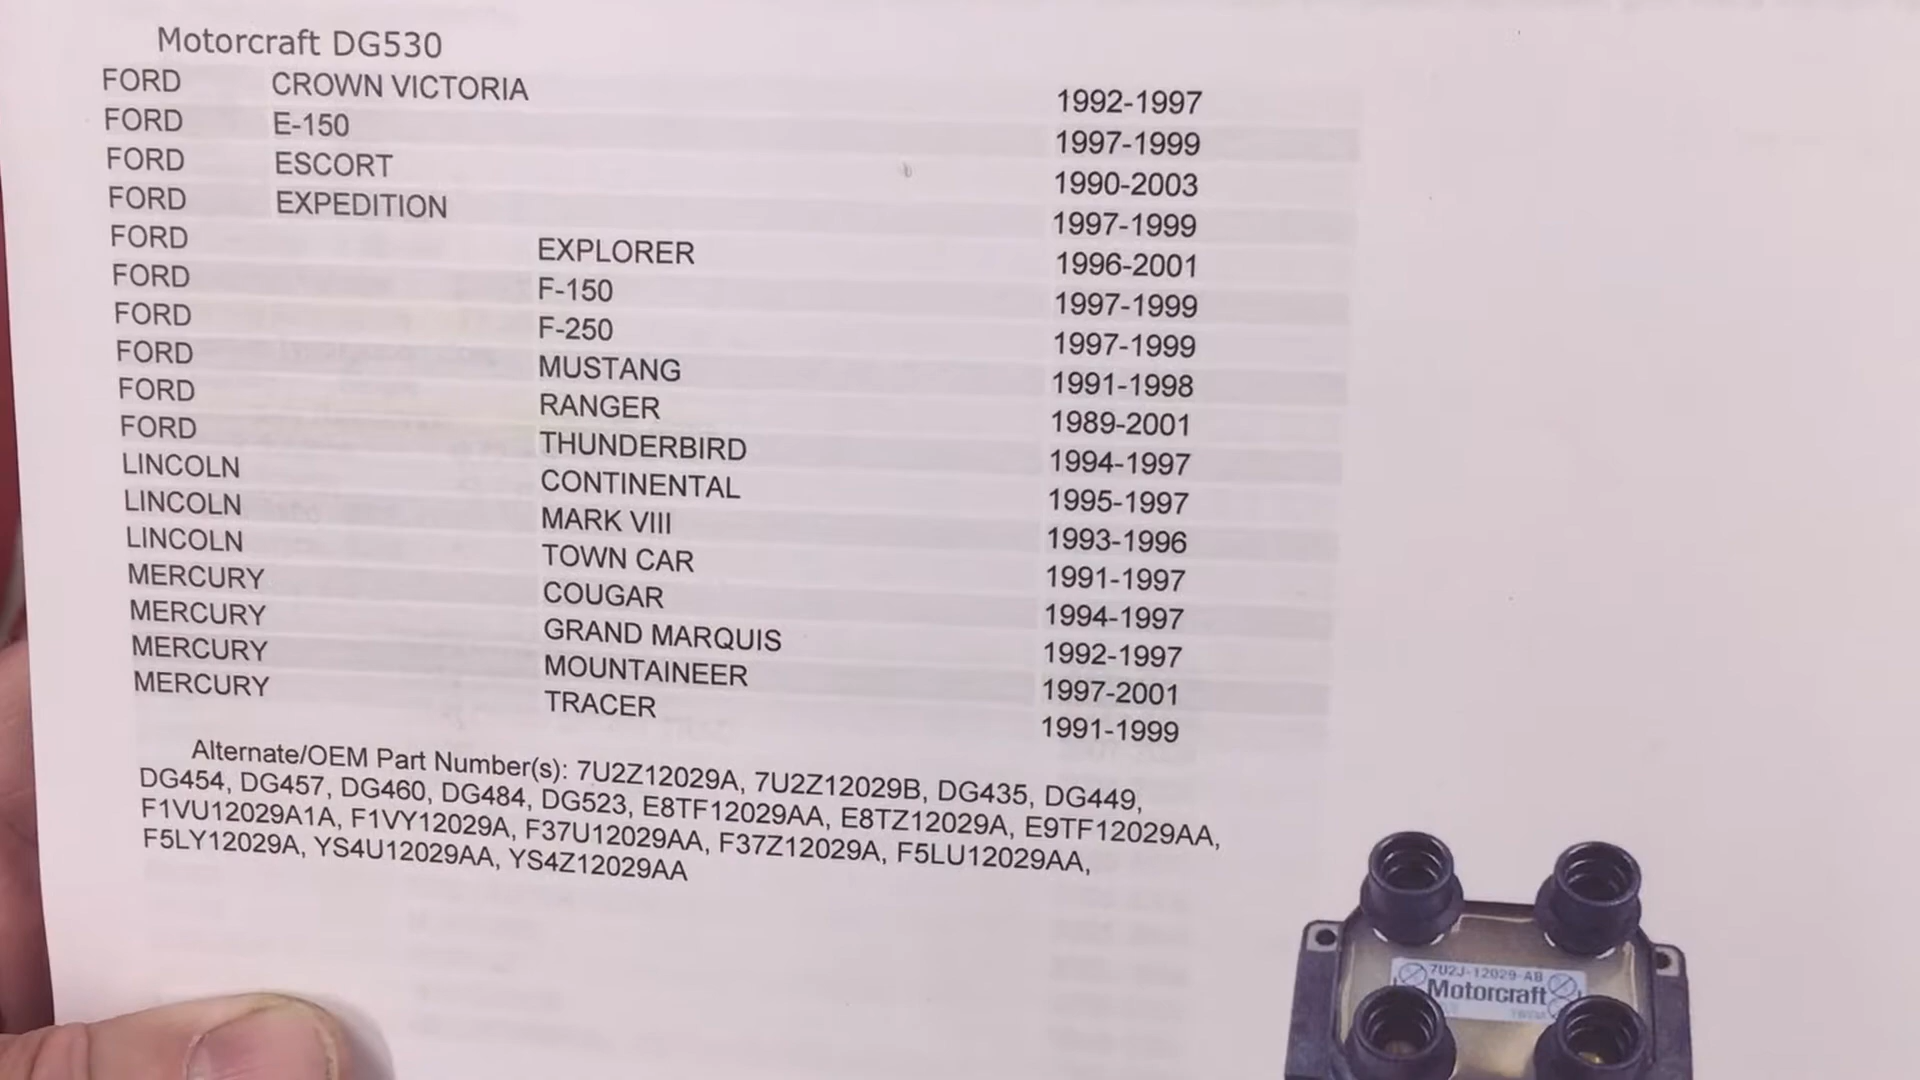 Motorcraft DG530
FORD CROWN VICTORIA 1992-1997
FORD E-150 1997-1999
FORD ESCORT 1990-2003
FORD EXPEDITION 1997-1999
FORD EXPLORER 1996-2001
FORD F-150 1997-1999
FORD F-250 1997-1999
FORD MUSTANG 1991-1998
FORD RANGER 1989-2001
FORD THUNDERBIRD 1994-1997
LINCOLN CONTINENTAL 1995-1997
LINCOLN MARK VIII 1993-1996
LINCOLN TOWN CAR 1991-1997
MERCURY COUGAR 1994-1997
MERCURY GRAND MARQUIS 1992-1997
MERCURY MOUNTAINEER 1997-2001
MERCURY TRACER 1991-1999
Alternate/OEM Part Number(s): 7U2Z12029A, 7U2Z12029B, DG435, DG449,
DG454, DG457, DG460, DG484, DG523, E8TF12029AA, E8TZ12029A, E9TF12029AA,
F1VU12029A1A, F1VY12029A, F37U12029AA, F37Z12029A, F5LU12029AA,
F5LY12029A, YS4U12029AA, YS4Z12029AA
7U2J-12029-AB
Motorcraft